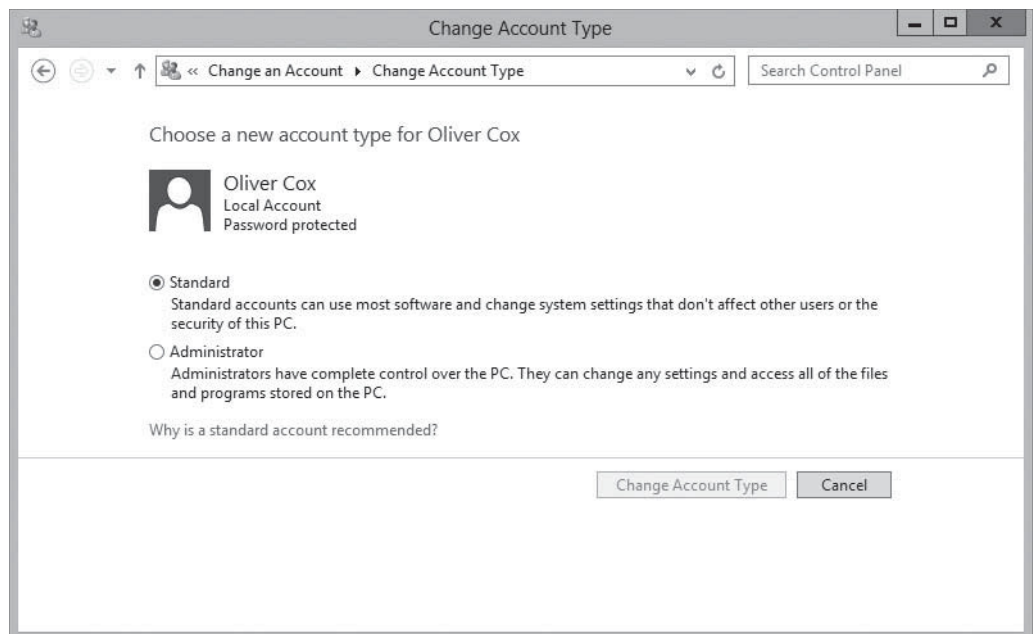 Change Account Type
« Change an Account ▸ Change Account Type
Search Control Panel
Choose a new account type for Oliver Cox
Oliver Cox
Local Account
Password protected
Standard
Standard accounts can use most software and change system settings that don't affect other users or the
security of this PC.
Administrator
Administrators have complete control over the PC. They can change any settings and access all of the files
and programs stored on the PC.
Why is a standard account recommended?
Change Account Type
Cancel